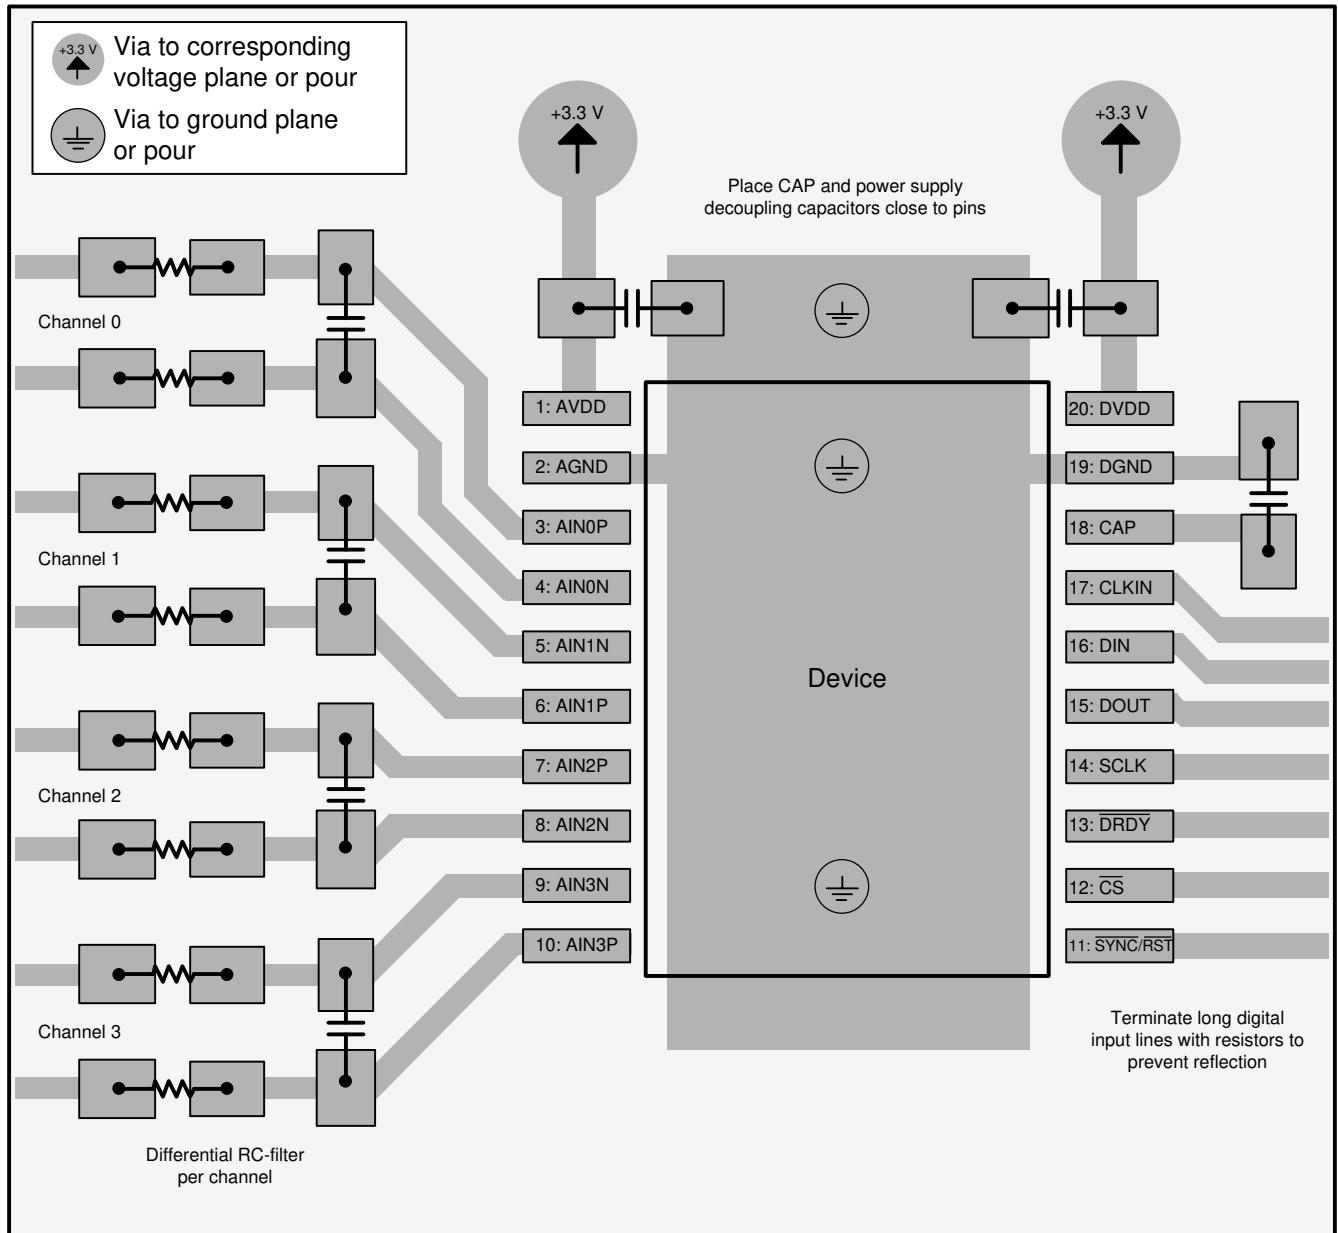 +3.3 V
Via to corresponding
voltage plane or pour
Via to ground plane
or pour
+3.3 V
+3.3 V
Place CAP and power supply
decoupling capacitors close to pins
Channel 0
Channel 1
Channel 2
Channel 3
1: AVDD
2: AGND
3: AIN0P
4: AIN0N
5: AIN1N
6: AIN1P
7: AIN2P
8: AIN2N
9: AIN3N
10: AIN3P
Device
20: DVDD
19: DGND
18: CAP
17: CLKIN
16: DIN
15: DOUT
14: SCLK
13: DRDY
12: CS
11: SYNC/RST
Terminate long digital
input lines with resistors to
prevent reflection
Differential RC-filter
per channel